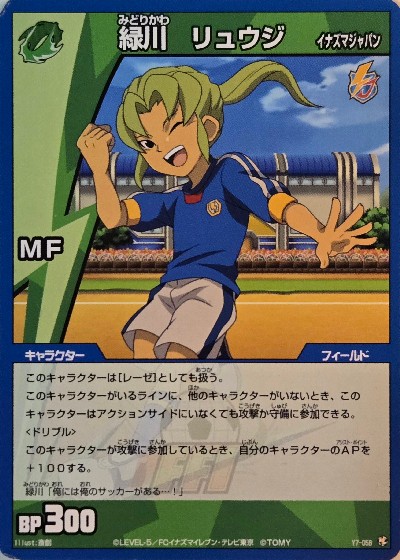 みどりかわ
緑川 リュウジ イナズマジャパン
MF
キャラクター フィールド
このキャラクターは[レーゼ]としても扱う。
このキャラクターがいるラインに、他のキャラクターがいないとき、この
キャラクターはアクションサイドにいなくても攻撃か守備に参加できる。
<ドリブル>
このキャラクターが攻撃に参加しているとき、自分のキャラクターのAPを
+100する。
緑川「俺には俺のサッカーがある…!」
BP300
©LEVEL-5/FCイナズマイレブン・テレビ東京 ©TOMY